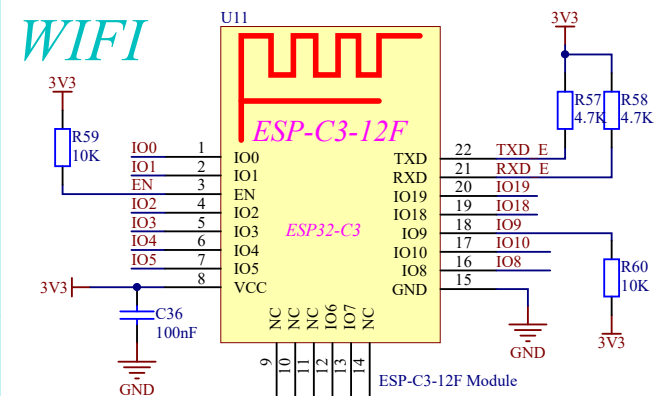 WIFI
U11
3V3
3V3
R59
10K
R57
4.7K
R58
4.7K
ESP-C3-12F
ESP32-C3
IO0 1 IO0
IO1 2 IO1
EN 3 EN
IO2 4 IO2
IO3 5 IO3
IO4 6 IO4
IO5 7 IO5
3V3 8 VCC
TXD 22 TXD_E
RXD 21 RXD_E
IO19 20 IO19
IO18 19 IO18
IO9 18 IO9
IO10 17 IO10
IO8 16 IO8
GND 15
C36
100nF
GND
NC NC NC IO6 IO7 NC
9 10 11 12 13 14
GND
R60
10K
3V3
ESP-C3-12F Module